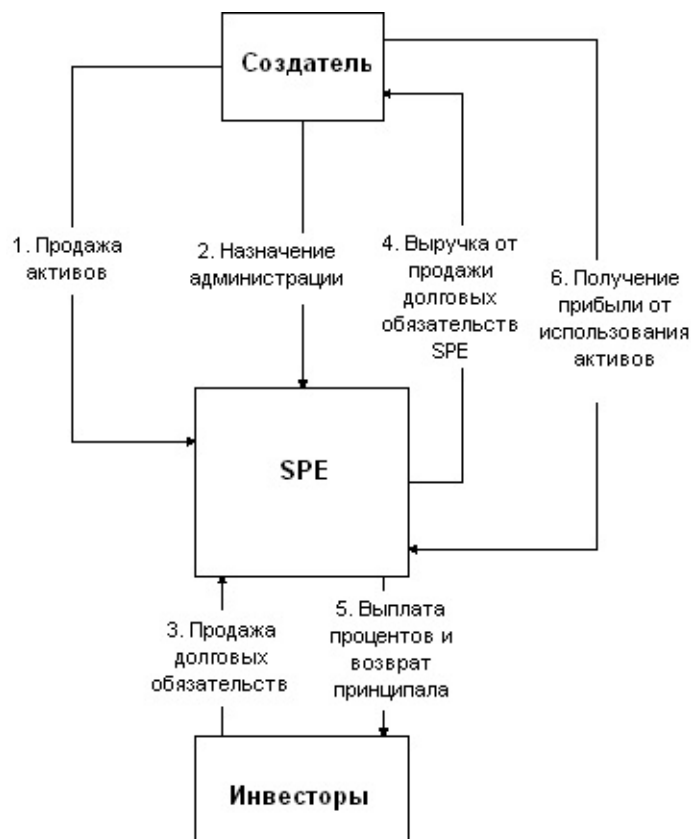 Создатель
1. Продажа
активов
2. Назначение
администрации
4. Выручка от
продажи
долговых
обязательств
SPE
6. Получение
прибыли от
использования
активов
SPE
3. Продажа
долговых
обязательств
5. Выплата
процентов и
возврат
принципала
Инвесторы